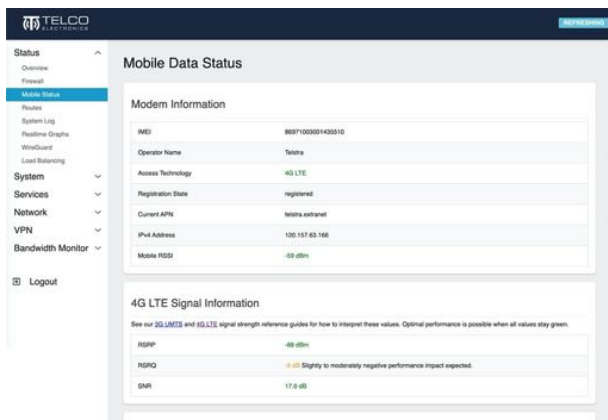 TELCO
ELECTRONICS
REFRESHING
Status
Overview
Firewall
Mobile Status
Routes
System Log
Realtime Graphs
WireGuard
Load Balancing
System
Services
Network
VPN
Bandwidth Monitor
Logout
Mobile Data Status
Modem Information
IMEI 86971003001435510
Operator Name Telstra
Access Technology 4G LTE
Registration State registered
Current APN telstra.extranet
IPv4 Address 120.157.63.166
Mobile RSSI -59 dBm
4G LTE Signal Information
See our 3G UMTS and 4G LTE signal strength reference guides for how to interpret these values. Optimal performance is possible when all values stay green.
RSRP -88 dBm
RSRQ dB Slightly to moderately negative performance impact expected.
SNR 17.0 dB